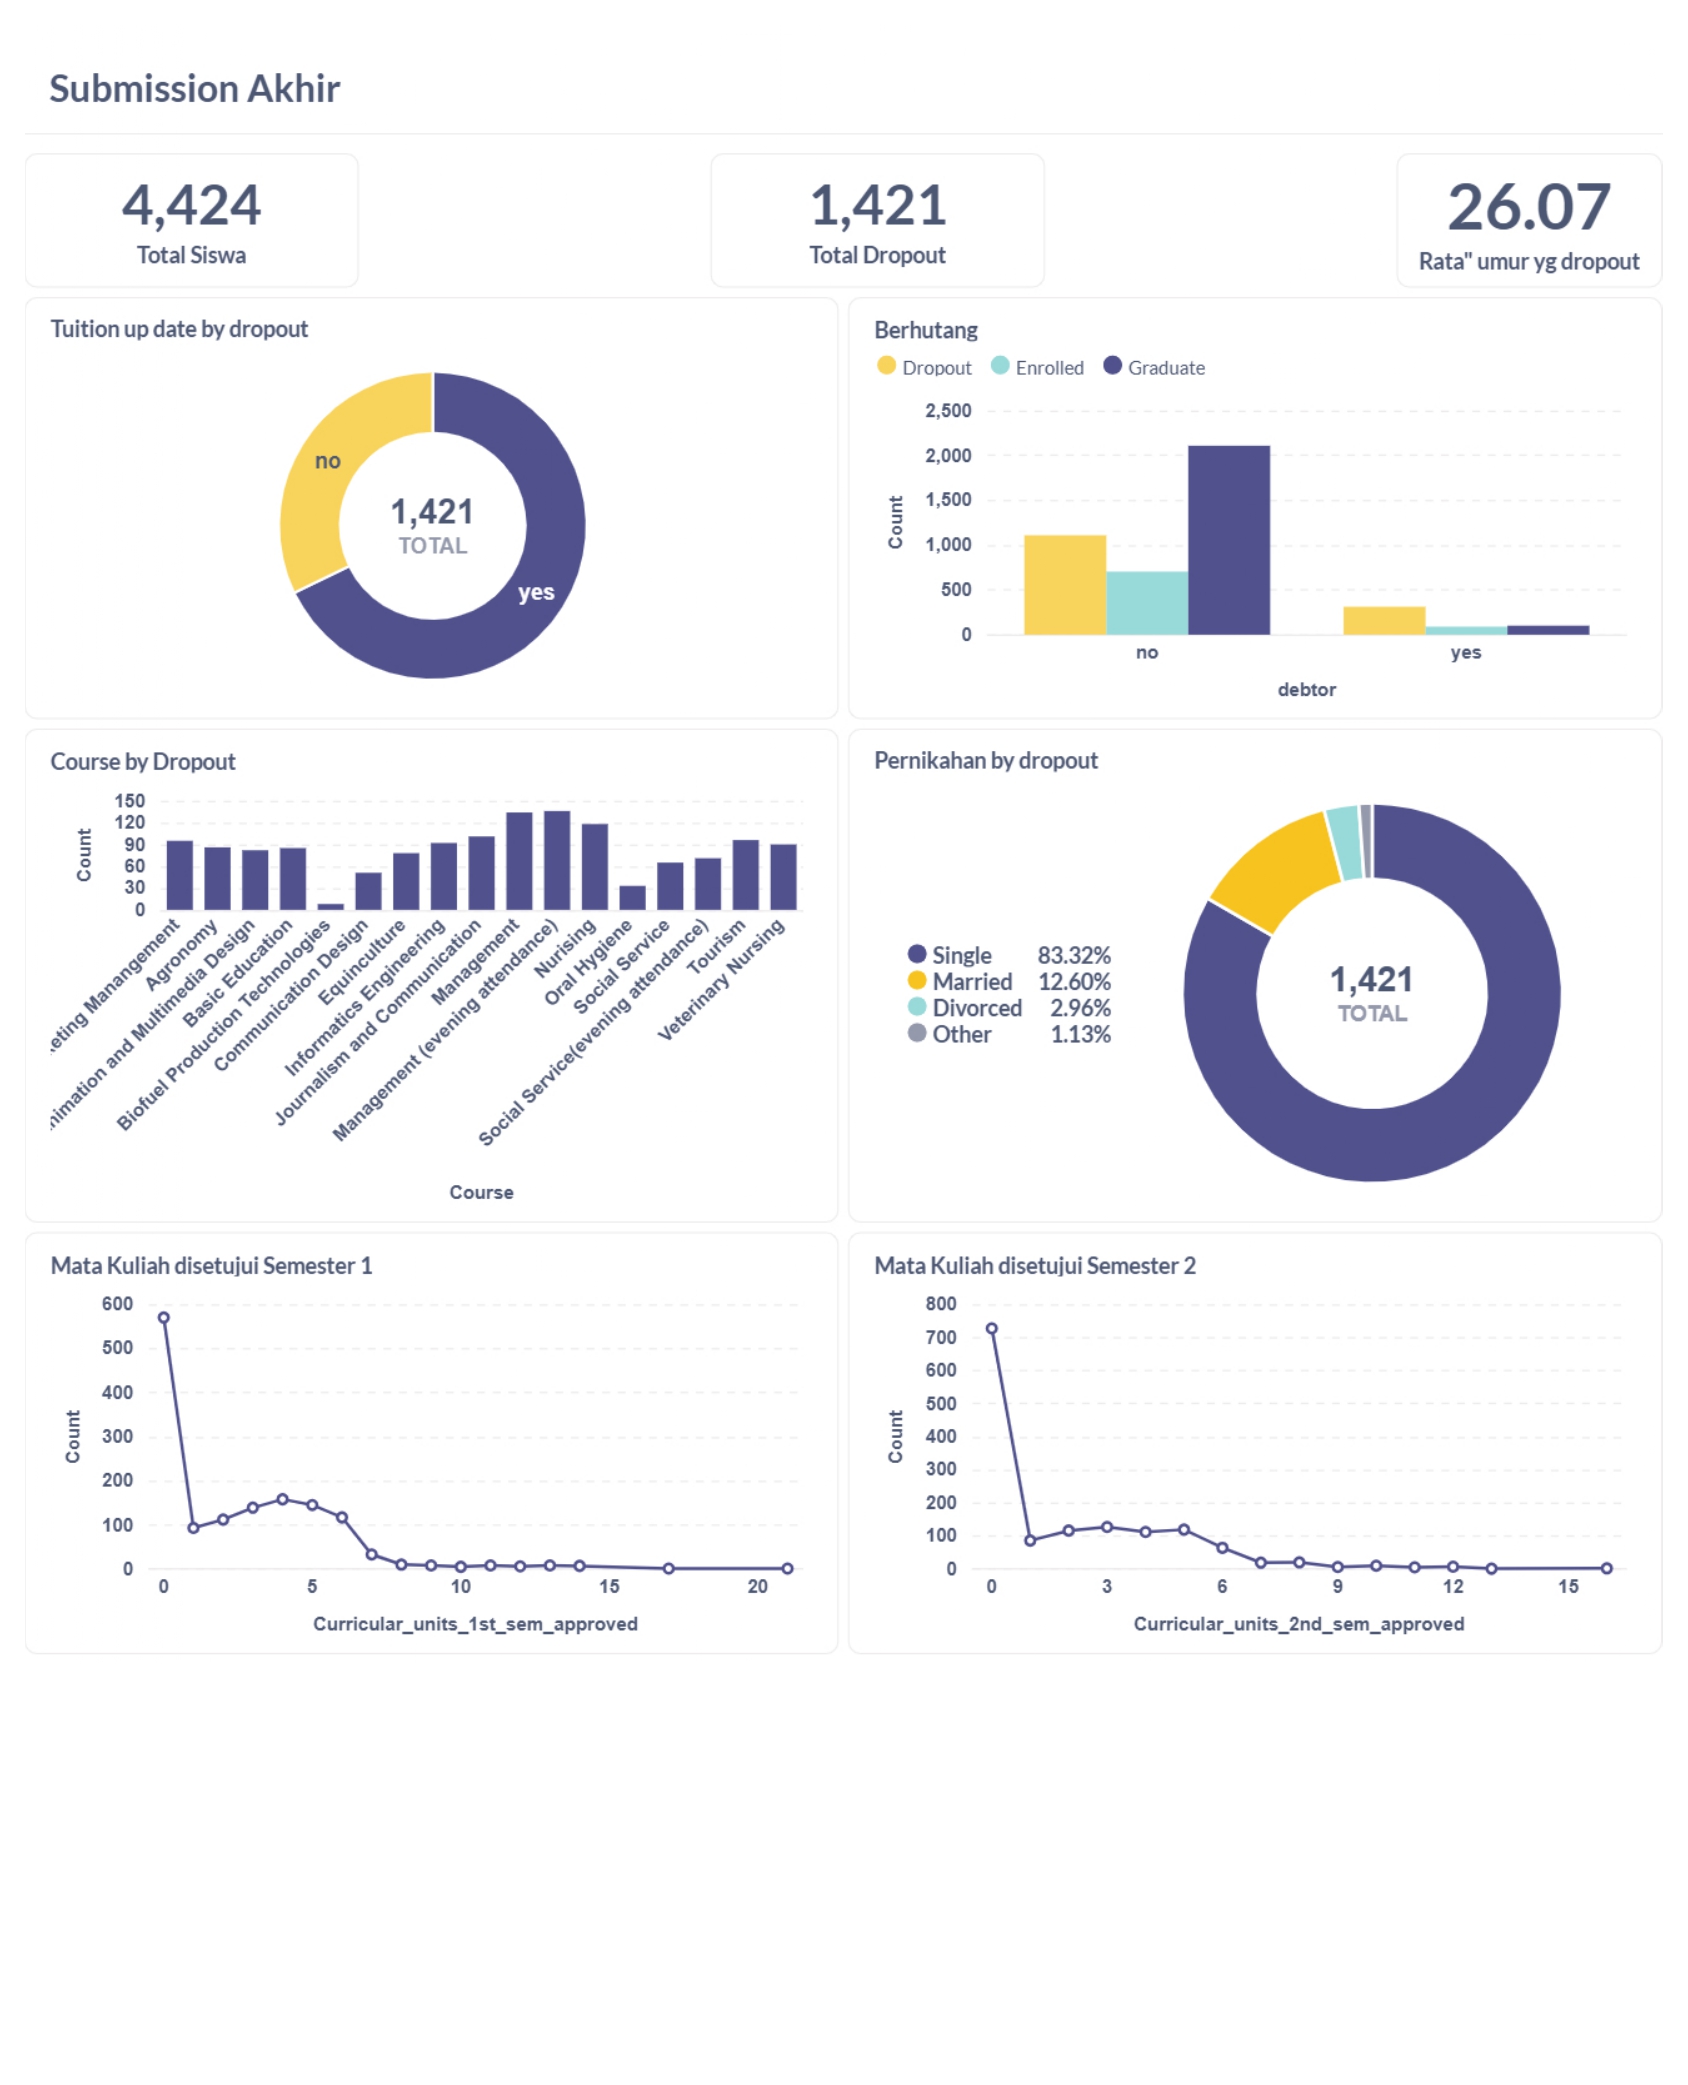 Submission Akhir
4,424
Total Siswa
1,421
Total Dropout
26.07
Rata" umur yg dropout
Tuition up date by dropout
no
1,421
TOTAL
yes
Berhutang
Dropout
Enrolled
Graduate
2,500
2,000
1,500
1,000
500
0
Count
no
yes
debtor
Course by Dropout
150
120
90
60
30
0
Count
Management
Agronomy
and Multimedia Design
Basic Education
Biofuel Production Technologies
Communication Design
Equinculture
Informatics Engineering
Journalism and Communication
Management
Management (evening attendance)
Nurising
Oral Hygiene
Social Service
Social Service(evening attendance)
Tourism
Veterinary Nursing
Course
Pernikahan by dropout
Single 83.32%
Married 12.60%
Divorced 2.96%
Other 1.13%
1,421
TOTAL
Mata Kuliah disetujui Semester 1
600
500
400
300
200
100
0
Count
0 5 10 15 20
Curricular_units_1st_sem_approved
Mata Kuliah disetujui Semester 2
800
700
600
500
400
300
200
100
0
Count
0 3 6 9 12 15
Curricular_units_2nd_sem_approved